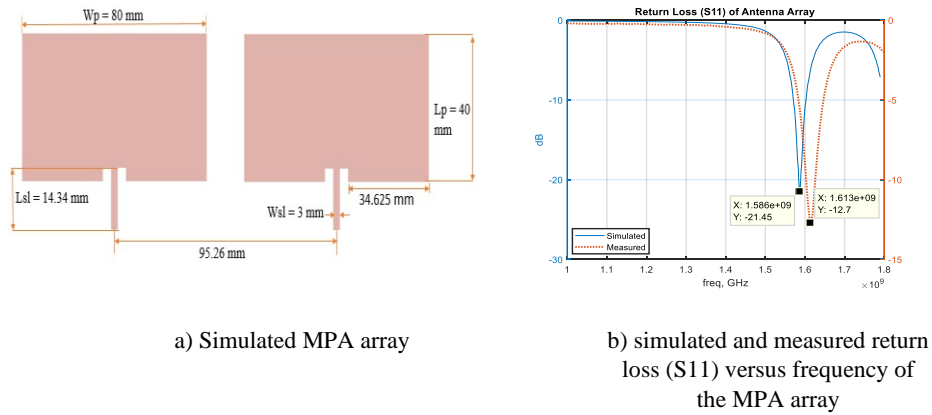 Wp = 80 mm
Lp = 40
mm
Lsl = 14.34 mm
Wsl = 3 mm
34.625 mm
95.26 mm
a) Simulated MPA array
Return Loss (S11) of Antenna Array
dB
0
-10
-20
-30
0
-5
-10
-15
X: 1.586e+09
Y: -21.45
X: 1.613e+09
Y: -12.7
Simulated
Measured
1 1.1 1.2 1.3 1.4 1.5 1.6 1.7 1.8
freq, GHz
×10^9
b) simulated and measured return
loss (S11) versus frequency of
the MPA array